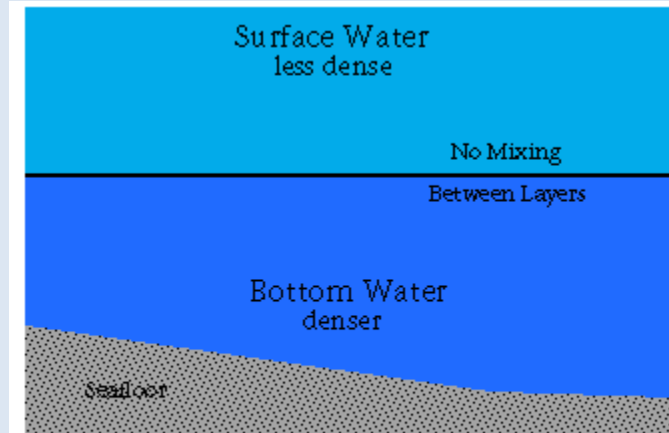 Surface Water
less dense
No Mixing
Between Layers
Bottom Water
denser
Seafloor